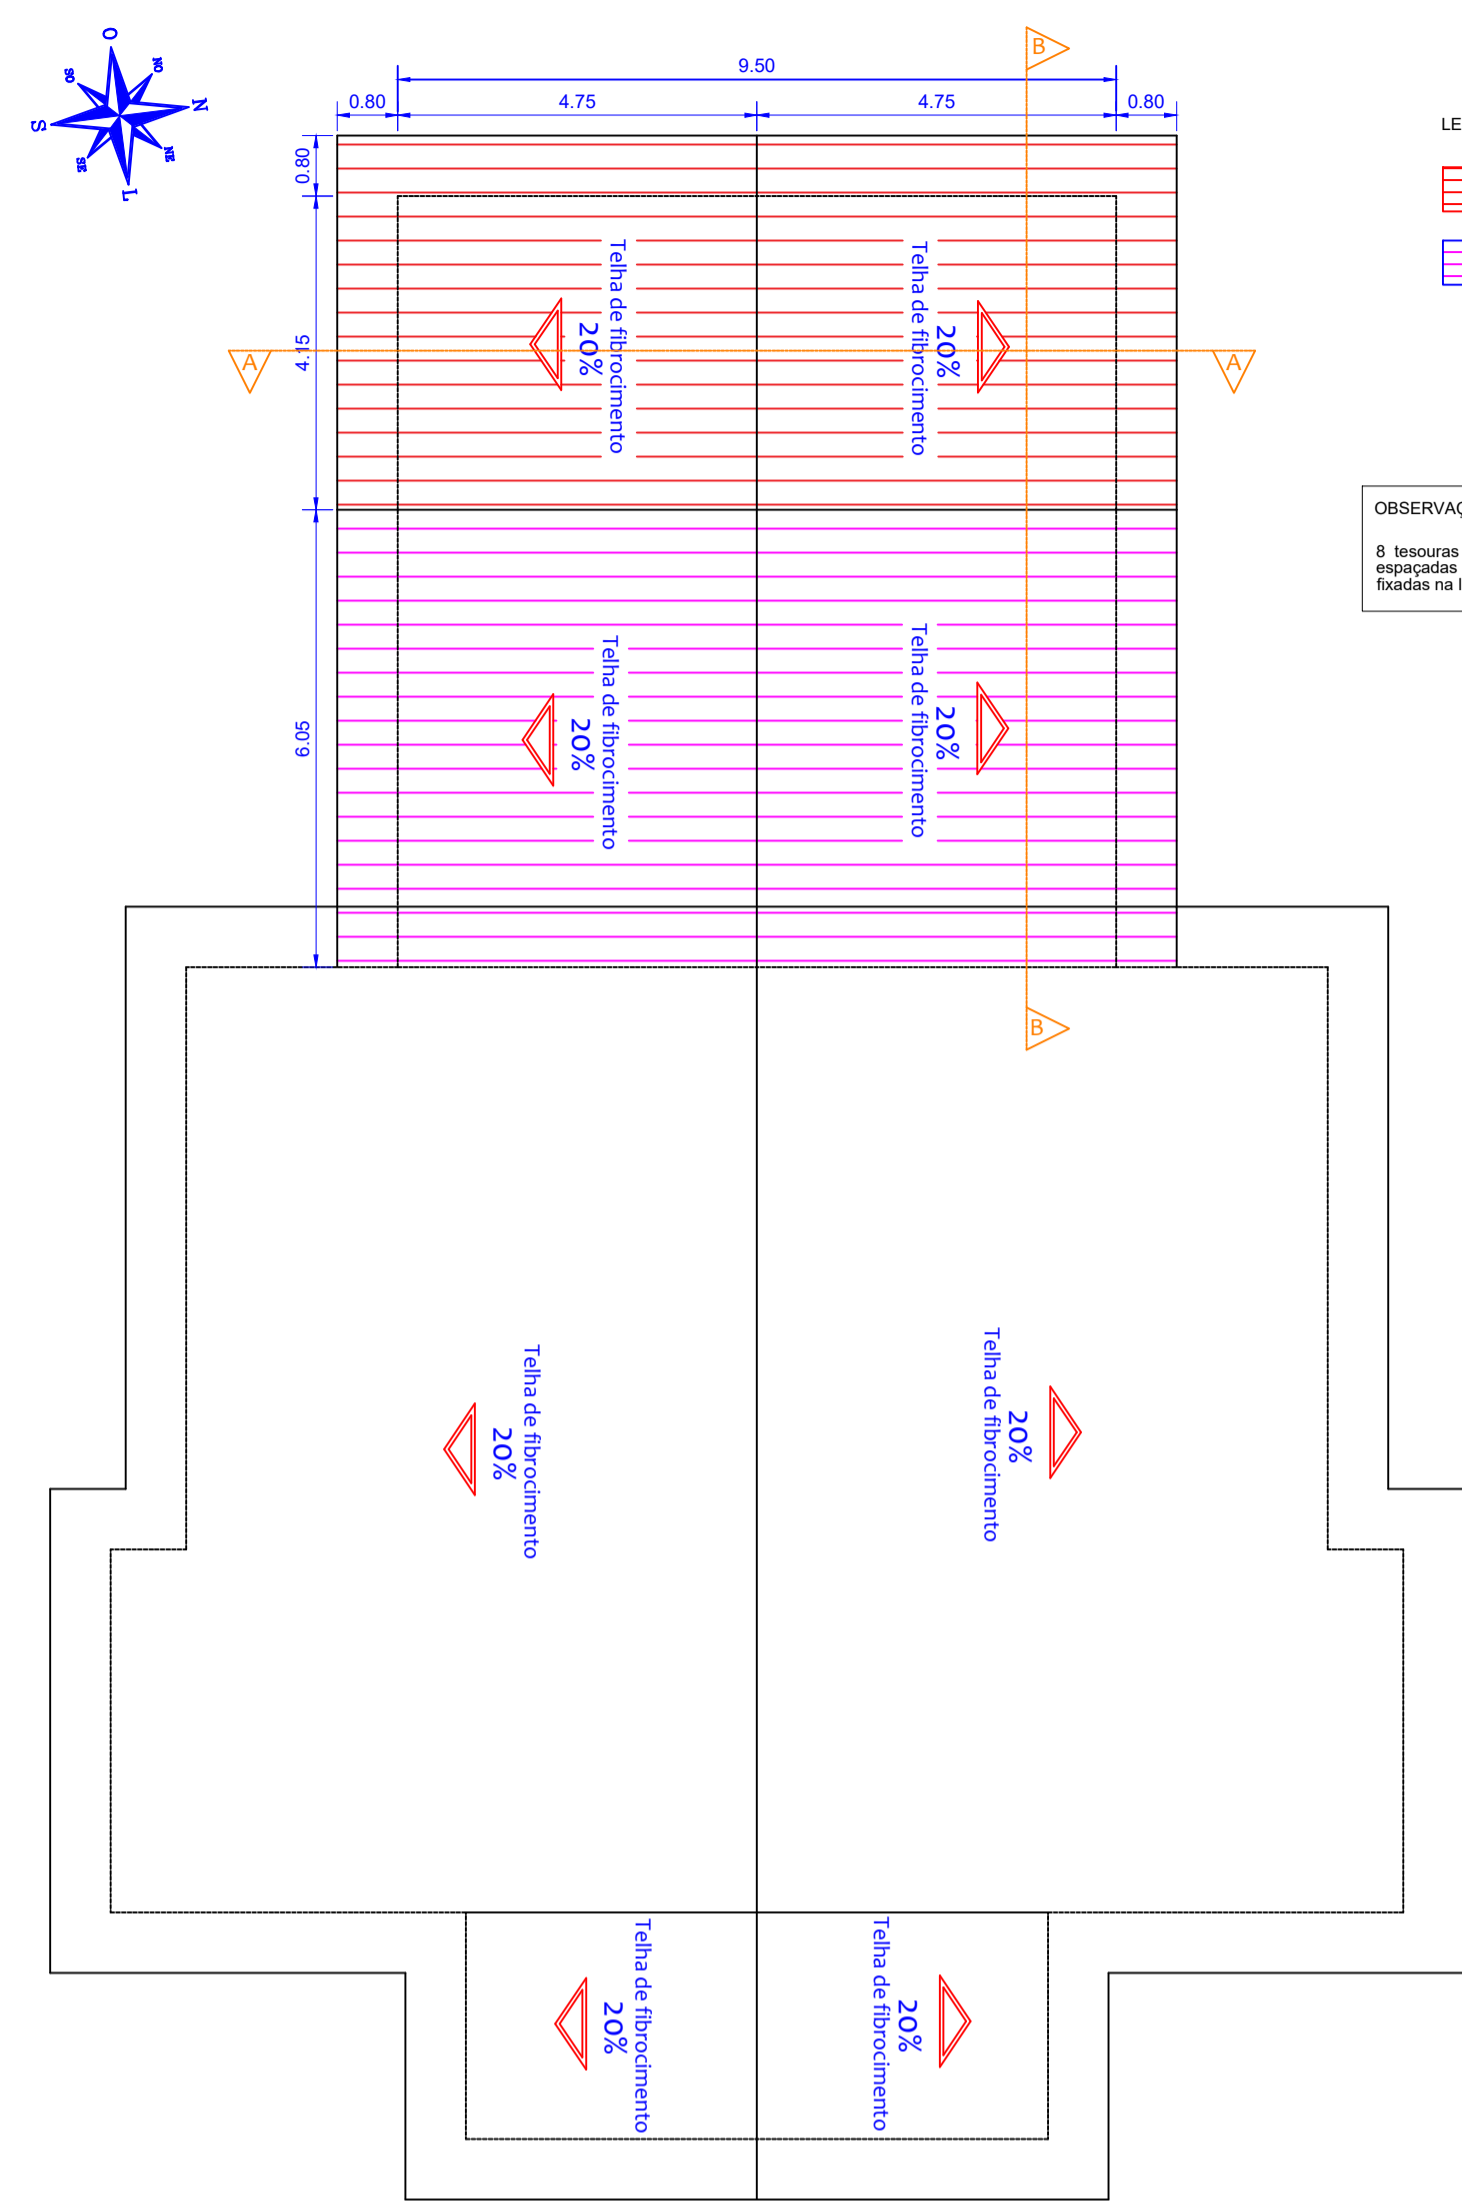 O
NO
SO
N
S
NE
SE
L
B
9.50
0.80
4.75
4.75
0.80
LE
0.80
Telha de fibrocimento
20%
Telha de fibrocimento
20%
4.15
A
A
OBSERVAÇ
8 tesouras
espaçadas
fixadas na l
Telha de fibrocimento
20%
Telha de fibrocimento
20%
6.05
B
Telha de fibrocimento
20%
Telha de fibrocimento
20%
Telha de fibrocimento
20%
Telha de fibrocimento
20%